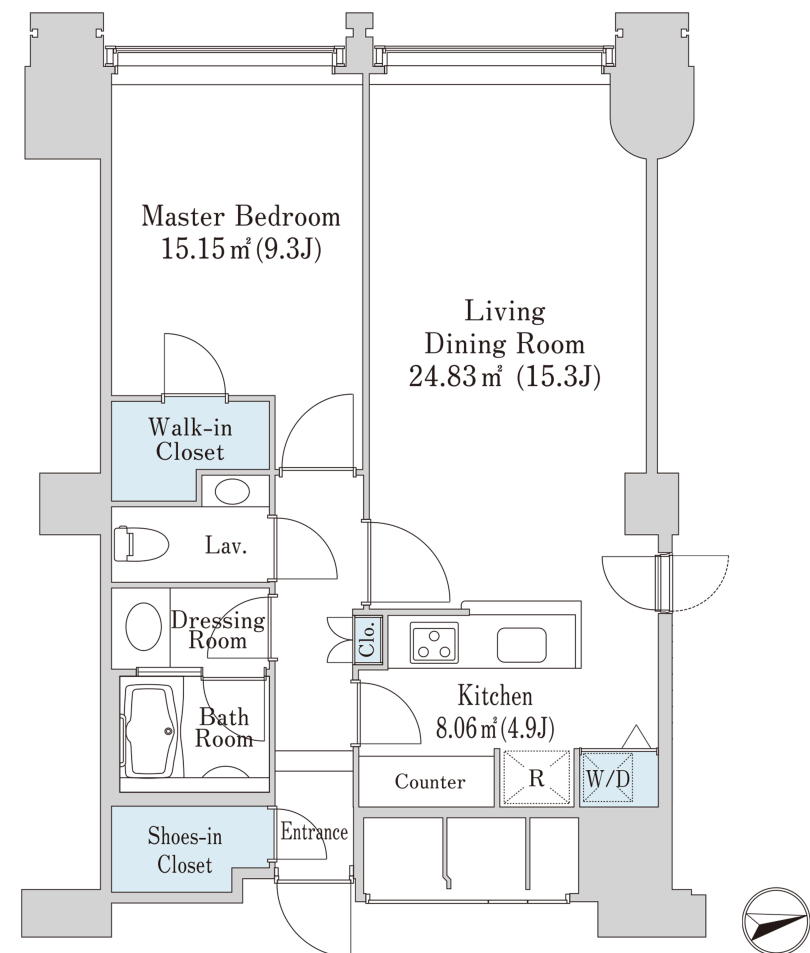 Master Bedroom
15.15㎡(9.3J)
Living
Dining Room
24.83㎡ (15.3J)
Walk-in
Closet
Lav.
Dressing
Room
Clo.
Bath
Room
Kitchen
8.06㎡(4.9J)
Counter
R
W/D
Shoes-in
Closet
Entrance